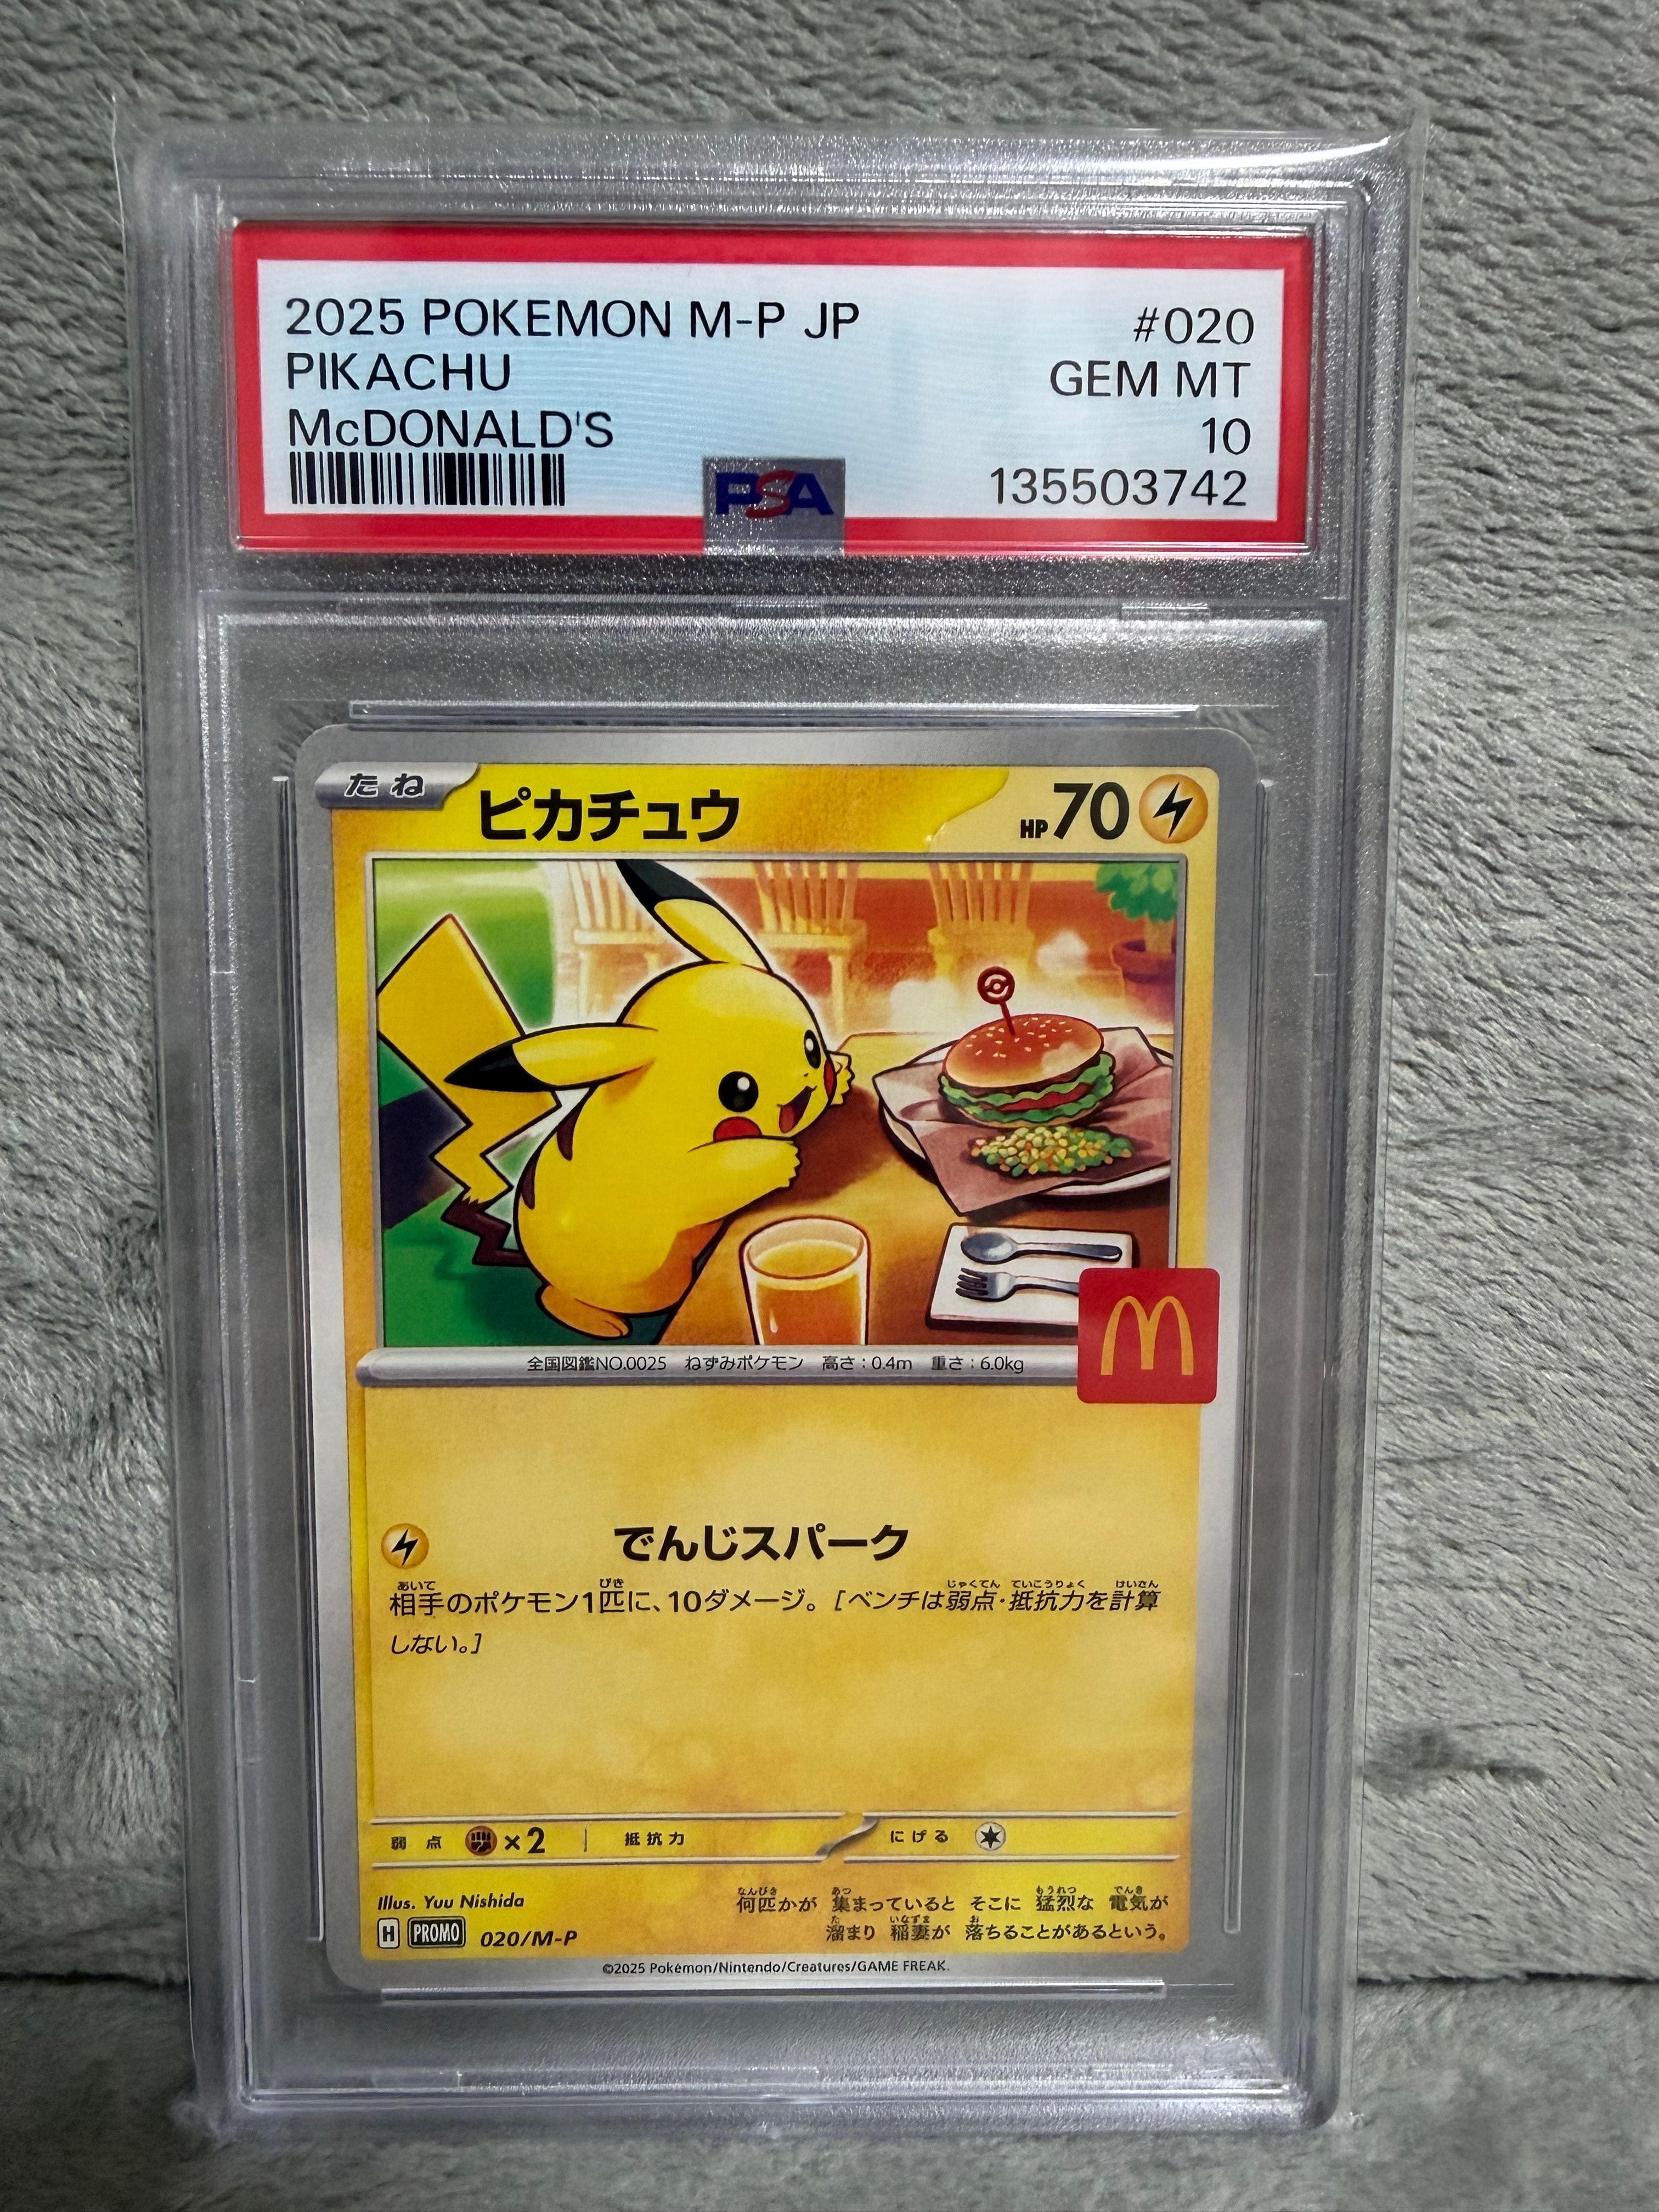 2025 POKEMON M-P JP #020
PIKACHU GEM MT
McDONALD'S 10
PSA 135503742
たね ピカチュウ HP70
全国図鑑NO.0025 ねずみポケモン 高さ:0.4m 重さ:6.0kg
でんじスパーク
相手のポケモン1匹に、10ダメージ。[ベンチは弱点・抵抗力を計算
しない。]
弱点 ×2 抵抗力 にげる
Illus. Yuu Nishida
H PROMO 020/M-P
何匹かが 集まっていると そこに 猛烈な 電気が
溜まり 稲妻が 落ちることがあるという。
©2025 Pokémon/Nintendo/Creatures/GAME FREAK.